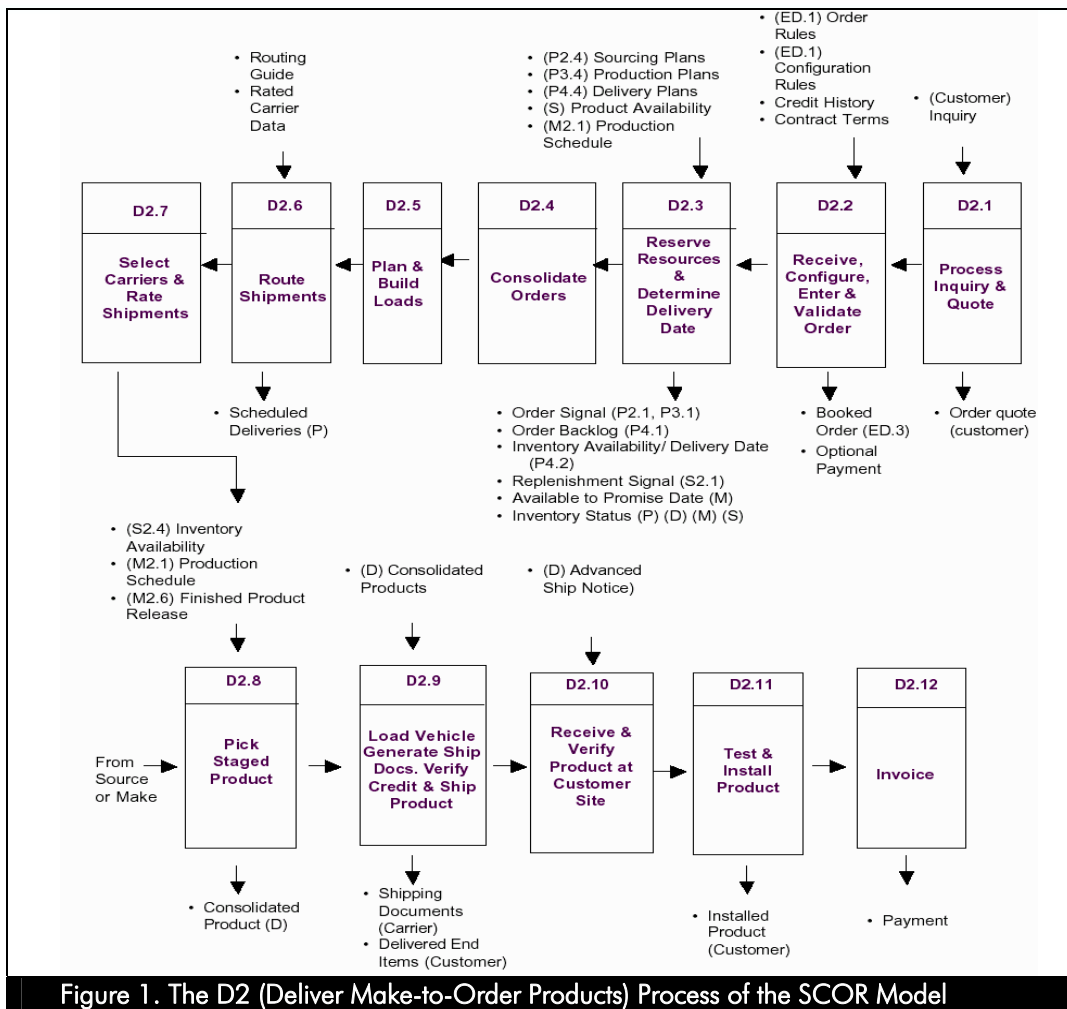 • Routing
Guide
• Rated
Carrier
Data
• (P2.4) Sourcing Plans
• (P3.4) Production Plans
• (P4.4) Delivery Plans
• (S) Product Availability
• (M2.1) Production
Schedule
• (ED.1) Order
Rules
• (ED.1)
Configuration
Rules
• Credit History
• Contract Terms
• (Customer)
Inquiry
D2.7
Select
Carriers &
Rate
Shipments
D2.6
Route
Shipments
D2.5
Plan &
Build
Loads
D2.4
Consolidate
Orders
D2.3
Reserve
Resources
&
Determine
Delivery
Date
D2.2
Receive,
Configure,
Enter &
Validate
Order
D2.1
Process
Inquiry &
Quote
• Scheduled
Deliveries (P)
• Order Signal (P2.1, P3.1)
• Order Backlog (P4.1)
• Inventory Availability/ Delivery Date
(P4.2)
• Replenishment Signal (S2.1)
• Available to Promise Date (M)
• Inventory Status (P) (D) (M) (S)
• Booked
Order (ED.3)
• Optional
Payment
• Order quote
(customer)
• (S2.4) Inventory
Availability
• (M2.1) Production
Schedule
• (M2.6) Finished Product
Release
• (D) Consolidated
Products
• (D) Advanced
Ship Notice)
From
Source
or Make
D2.8
Pick
Staged
Product
D2.9
Load Vehicle
Generate Ship
Docs. Verify
Credit & Ship
Product
D2.10
Receive &
Verify
Product at
Customer
Site
D2.11
Test &
Install
Product
D2.12
Invoice
• Consolidated
Product (D)
• Shipping
Documents
(Carrier)
• Delivered End
Items (Customer)
• Installed
Product
(Customer)
• Payment
Figure 1. The D2 (Deliver Make-to-Order Products) Process of the SCOR Model